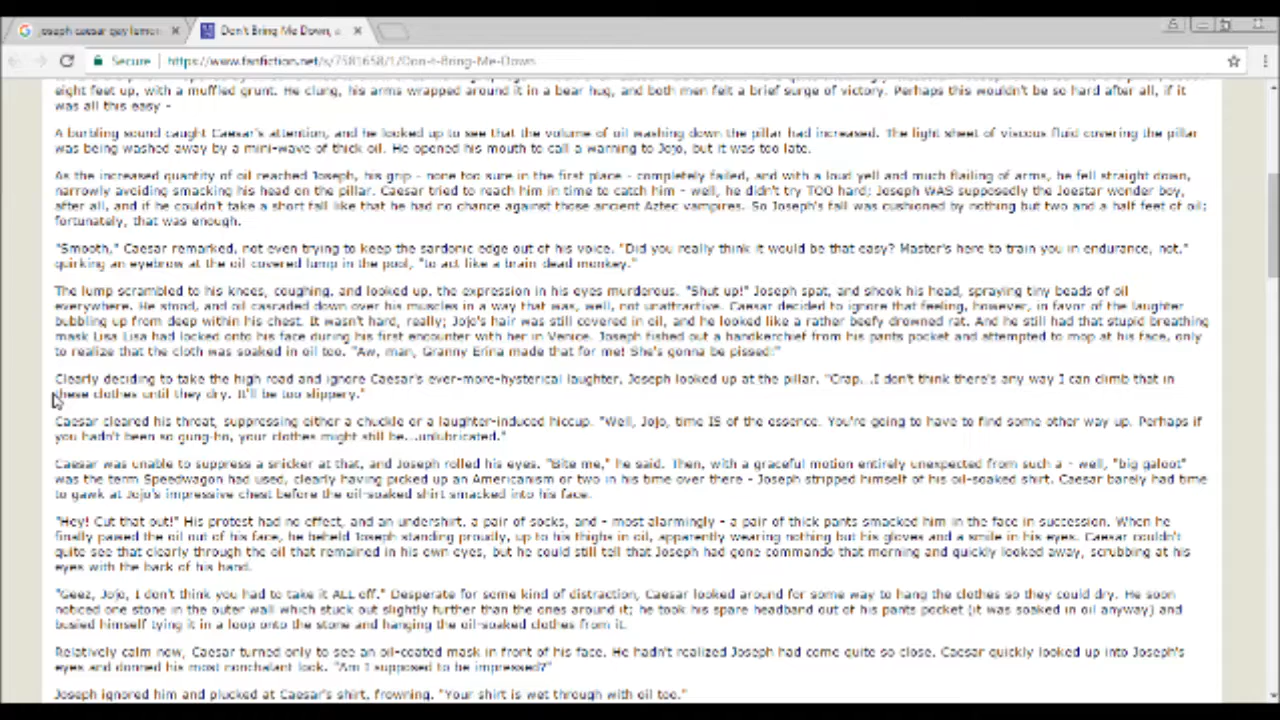 joseph caesar gay lemon
Don't Bring Me Down, a
Secure https://www.fanfiction.net/s/7581658/1/Don-t-Bring-Me-Down
eight feet up, with a muffled grunt. He clung, his arms wrapped around it in a bear hug, and both men felt a brief surge of victory. Perhaps this wouldn't be so hard after all, if it
was all this easy -
A burbling sound caught Caesar's attention, and he looked up to see that the volume of oil washing down the pillar had increased. The light sheet of viscous fluid covering the pillar
was being washed away by a mini-wave of thick oil. He opened his mouth to call a warning to Jojo, but it was too late.
As the increased quantity of oil reached Joseph, his grip - none too sure in the first place - completely failed, and with a loud yell and much flailing of arms, he fell straight down,
narrowly avoiding smacking his head on the pillar. Caesar tried to reach him in time to catch him - well, he didn't try TOO hard; Joseph WAS supposedly the Joestar wonder boy,
after all, and if he couldn't take a short fall like that he had no chance against those ancient Aztec vampires. So Joseph's fall was cushioned by nothing but two and a half feet of oil;
fortunately, that was enough.
"Smooth," Caesar remarked, not even trying to keep the sardonic edge out of his voice. "Did you really think it would be that easy? Master's here to train you in endurance, not,"
quirking an eyebrow at the oil-covered lump in the pool, "to act like a brain-dead monkey."
The lump scrambled to his knees, coughing, and looked up, the expression in his eyes murderous. "Shut up!" Joseph spat, and shook his head, spraying tiny beads of oil
everywhere. He stood, and oil cascaded down over his muscles in a way that was, well, not unattractive. Caesar decided to ignore that feeling, however, in favor of the laughter
bubbling up from deep within his chest. It wasn't hard, really; Jojo's hair was still covered in oil, and he looked like a rather beefy drowned rat. And he still had that stupid breathing
mask Lisa Lisa had locked onto his face during his first encounter with her in Venice. Joseph fished out a handkerchief from his pants pocket and attempted to mop at his face, only
to realize that the cloth was soaked in oil too. "Aw, man, Granny Erina made that for me! She's gonna be pissed!"
Clearly deciding to take the high road and ignore Caesar's ever-more-hysterical laughter, Joseph looked up at the pillar. "Crap...I don't think there's any way I can climb that in
these clothes until they dry. It'll be too slippery."
Caesar cleared his throat, suppressing either a chuckle or a laughter-induced hiccup. "Well, Jojo, time IS of the essence. You're going to have to find some other way up. Perhaps if
you hadn't been so gung-ho, your clothes might still be...unlubricated."
Caesar was unable to suppress a snicker at that, and Joseph rolled his eyes. "Bite me," he said. Then, with a graceful motion entirely unexpected from such a - well, "big galoot"
was the term Speedwagon had used, clearly having picked up an Americanism or two in his time over there - Joseph stripped himself of his oil-soaked shirt. Caesar barely had time
to gawk at Jojo's impressive chest before the oil-soaked shirt smacked into his face.
"Hey! Cut that out!" His protest had no effect, and an undershirt, a pair of socks, and - most alarmingly - a pair of thick pants smacked him in the face in succession. When he
finally pawed the oil out of his face, he beheld Joseph standing proudly, up to his thighs in oil, apparently wearing nothing but his gloves and a smile in his eyes. Caesar couldn't
quite see that clearly through the oil that remained in his own eyes, but he could still tell that Joseph had gone commando that morning and quickly looked away, scrubbing at his
eyes with the back of his hand.
"Geez, Jojo, I don't think you had to take it ALL off." Desperate for some kind of distraction, Caesar looked around for some way to hang the clothes so they could dry. He soon
noticed one stone in the outer wall which stuck out slightly further than the ones around it; he took his spare headband out of his pants pocket (it was soaked in oil anyway) and
busied himself tying it in a loop onto the stone and hanging the oil-soaked clothes from it.
Relatively calm now, Caesar turned only to see an oil-coated mask in front of his face. He hadn't realized Joseph had come quite so close. Caesar quickly looked up into Joseph's
eyes and donned his most nonchalant look. "Am I supposed to be impressed?"
Joseph ignored him and plucked at Caesar's shirt, frowning. "Your shirt is wet through with oil too."